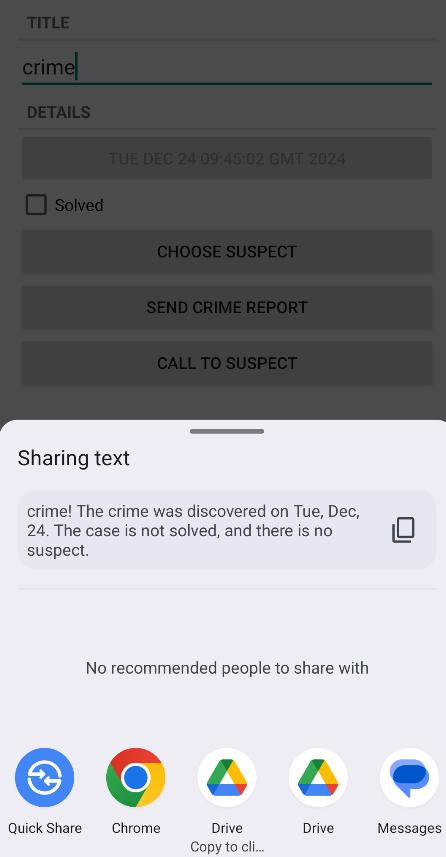 TITLE
crime
DETAILS
TUE DEC 24 09:45:02 GMT 2024
Solved
CHOOSE SUSPECT
SEND CRIME REPORT
CALL TO SUSPECT
Sharing text
crime! The crime was discovered on Tue, Dec,
24. The case is not solved, and there is no
suspect.
No recommended people to share with
Quick Share
Chrome
Drive
Copy to cli...
Drive
Messages